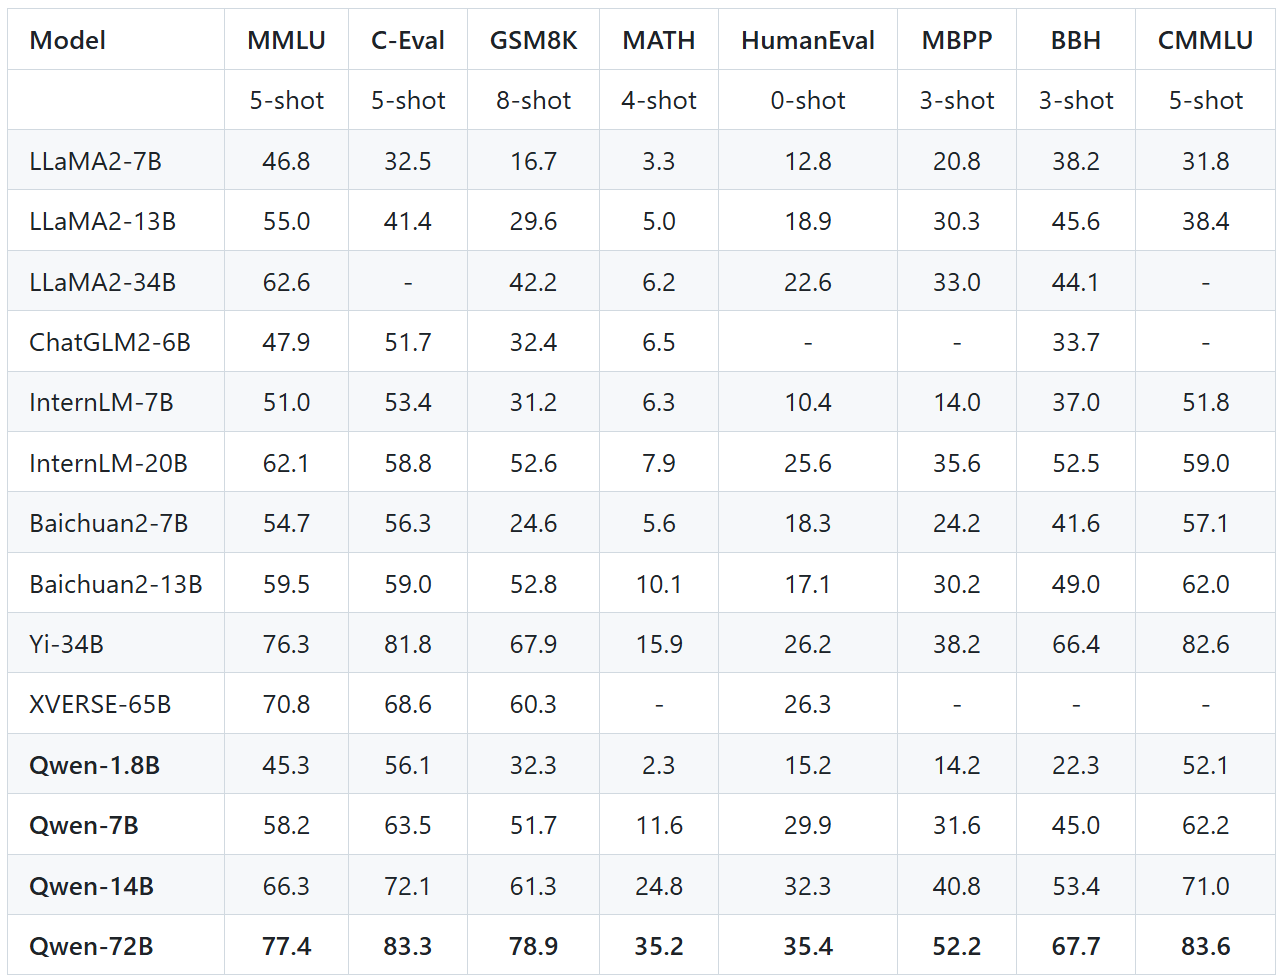 Model MMLU C-Eval GSM8K MATH HumanEval MBPP BBH CMMLU
5-shot 5-shot 8-shot 4-shot 0-shot 3-shot 3-shot 5-shot
LLaMA2-7B 46.8 32.5 16.7 3.3 12.8 20.8 38.2 31.8
LLaMA2-13B 55.0 41.4 29.6 5.0 18.9 30.3 45.6 38.4
LLaMA2-34B 62.6 - 42.2 6.2 22.6 33.0 44.1 -
ChatGLM2-6B 47.9 51.7 32.4 6.5 - - 33.7 -
InternLM-7B 51.0 53.4 31.2 6.3 10.4 14.0 37.0 51.8
InternLM-20B 62.1 58.8 52.6 7.9 25.6 35.6 52.5 59.0
Baichuan2-7B 54.7 56.3 24.6 5.6 18.3 24.2 41.6 57.1
Baichuan2-13B 59.5 59.0 52.8 10.1 17.1 30.2 49.0 62.0
Yi-34B 76.3 81.8 67.9 15.9 26.2 38.2 66.4 82.6
XVERSE-65B 70.8 68.6 60.3 - 26.3 - - -
Qwen-1.8B 45.3 56.1 32.3 2.3 15.2 14.2 22.3 52.1
Qwen-7B 58.2 63.5 51.7 11.6 29.9 31.6 45.0 62.2
Qwen-14B 66.3 72.1 61.3 24.8 32.3 40.8 53.4 71.0
Qwen-72B 77.4 83.3 78.9 35.2 35.4 52.2 67.7 83.6